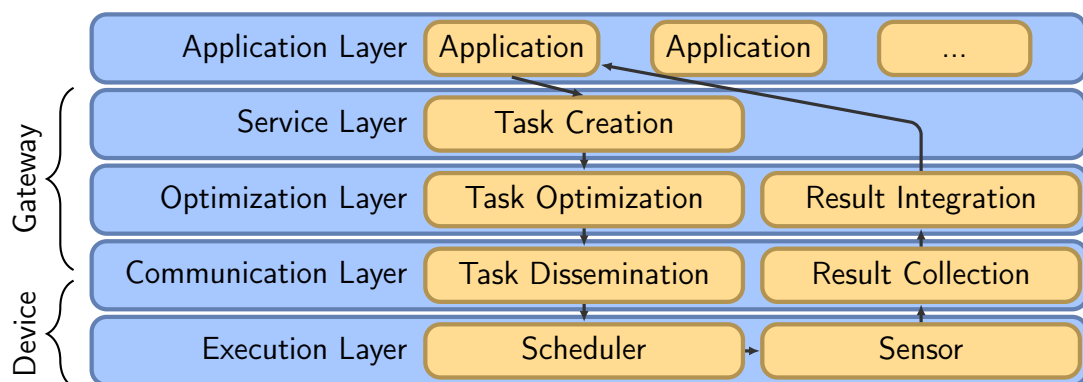 Application Layer
Application
Application
...
Service Layer
Task Creation
Gateway
Optimization Layer
Task Optimization
Result Integration
Communication Layer
Task Dissemination
Result Collection
Device
Execution Layer
Scheduler
Sensor